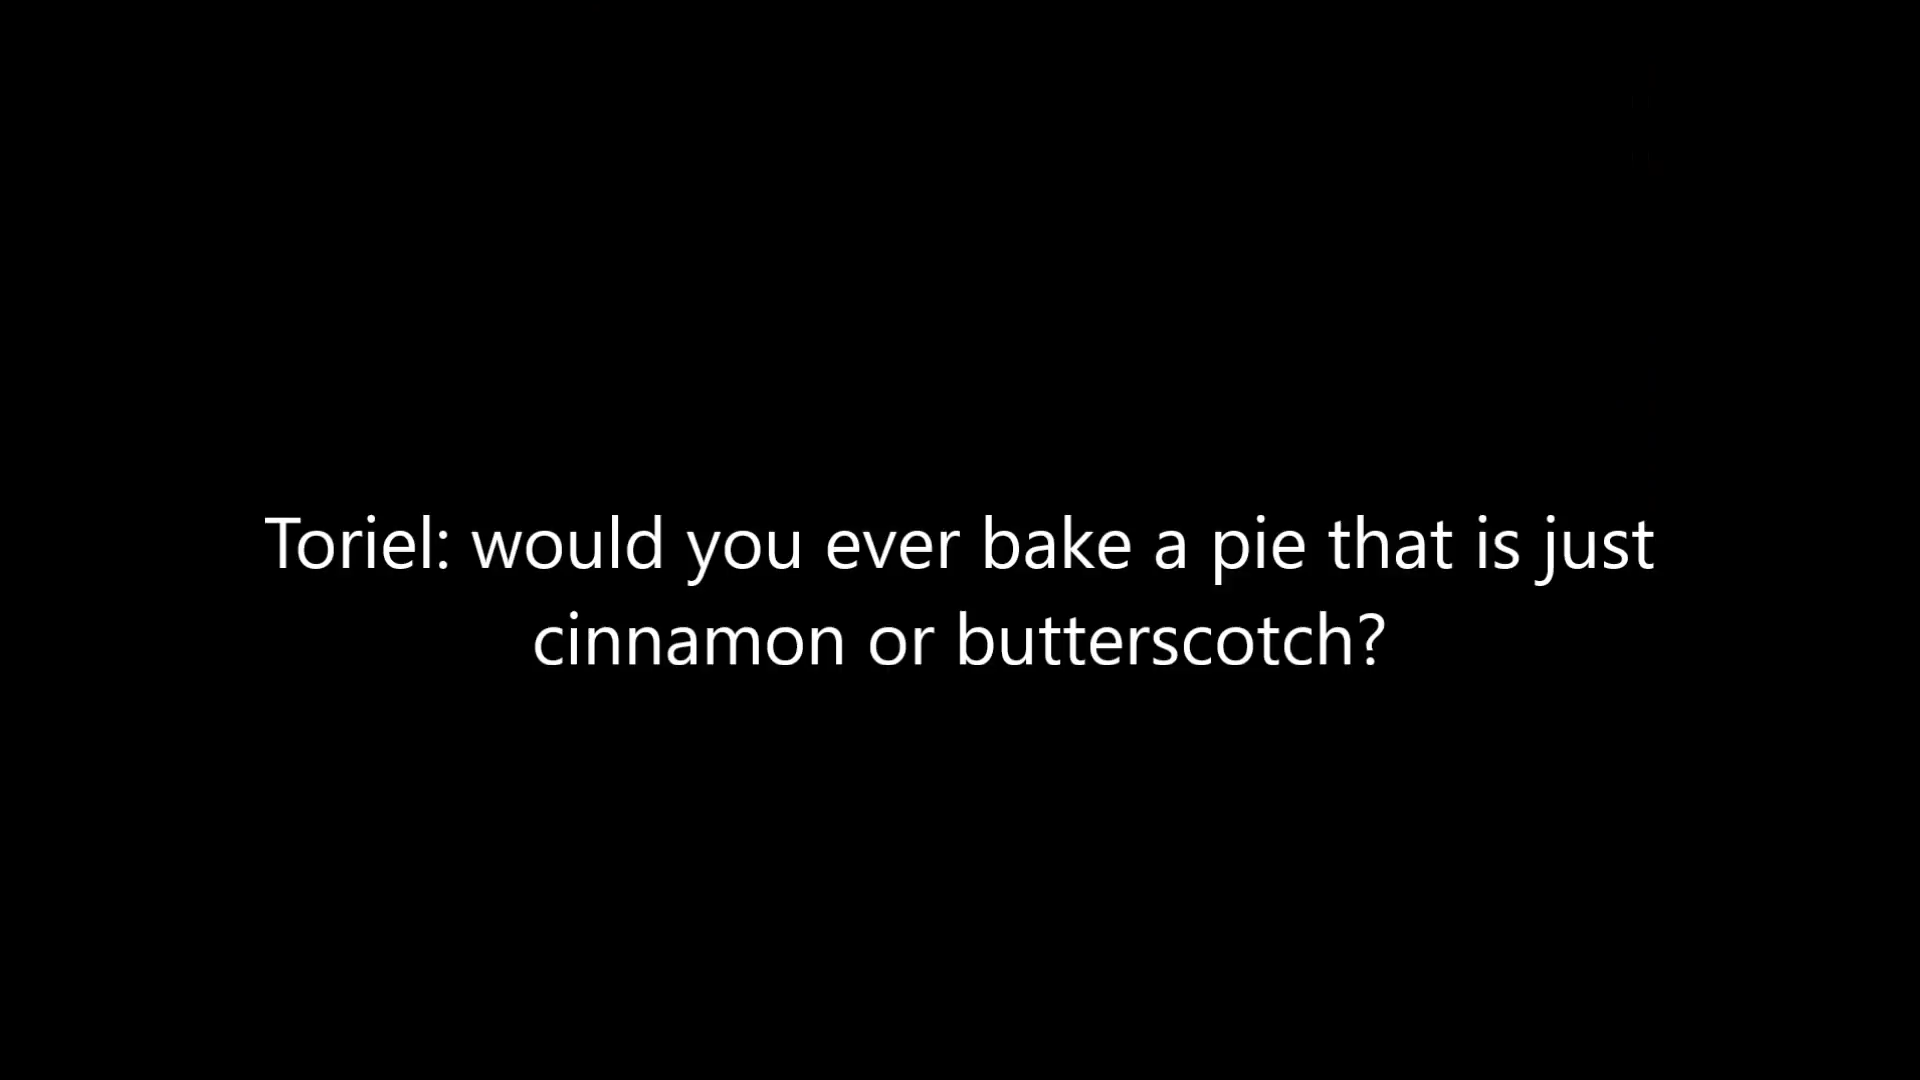 Toriel: would you ever bake a pie that is just
cinnamon or butterscotch?